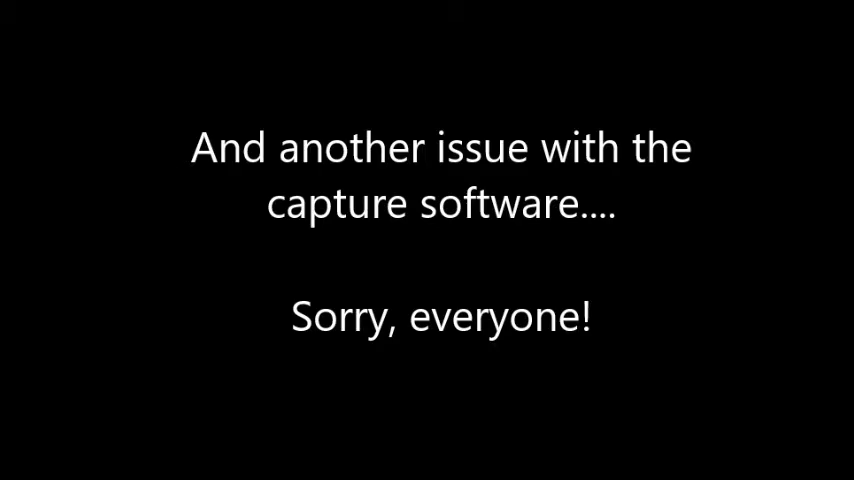 And another issue with the
capture software....
Sorry, everyone!